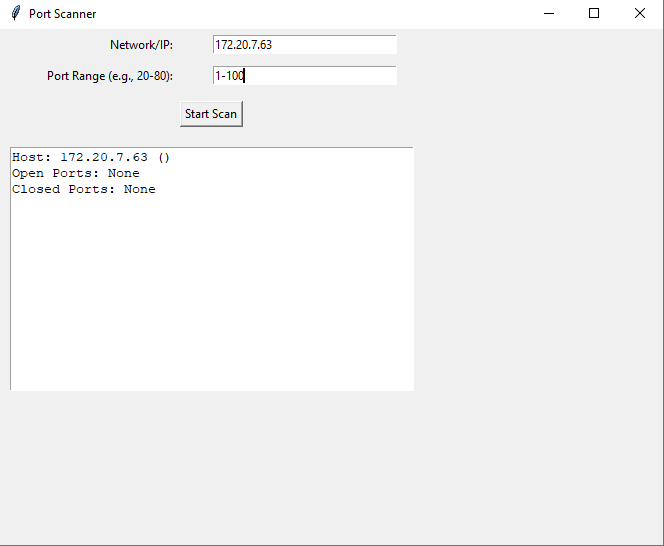 Port Scanner
Network/IP: 172.20.7.63
Port Range (e.g., 20-80): 1-100
Start Scan
Host: 172.20.7.63 ()
Open Ports: None
Closed Ports: None